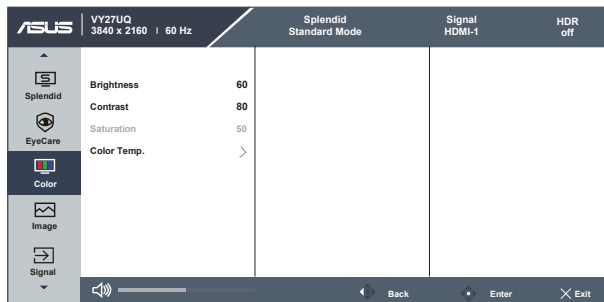 ASUS
VY27UQ
3840 x 2160 | 60 Hz
Splendid
Standard Mode
Signal
HDMI-1
HDR
off
Splendid
EyeCare
Color
Image
Signal
Brightness 60
Contrast 80
Saturation 50
Color Temp.
Back
Enter
Exit